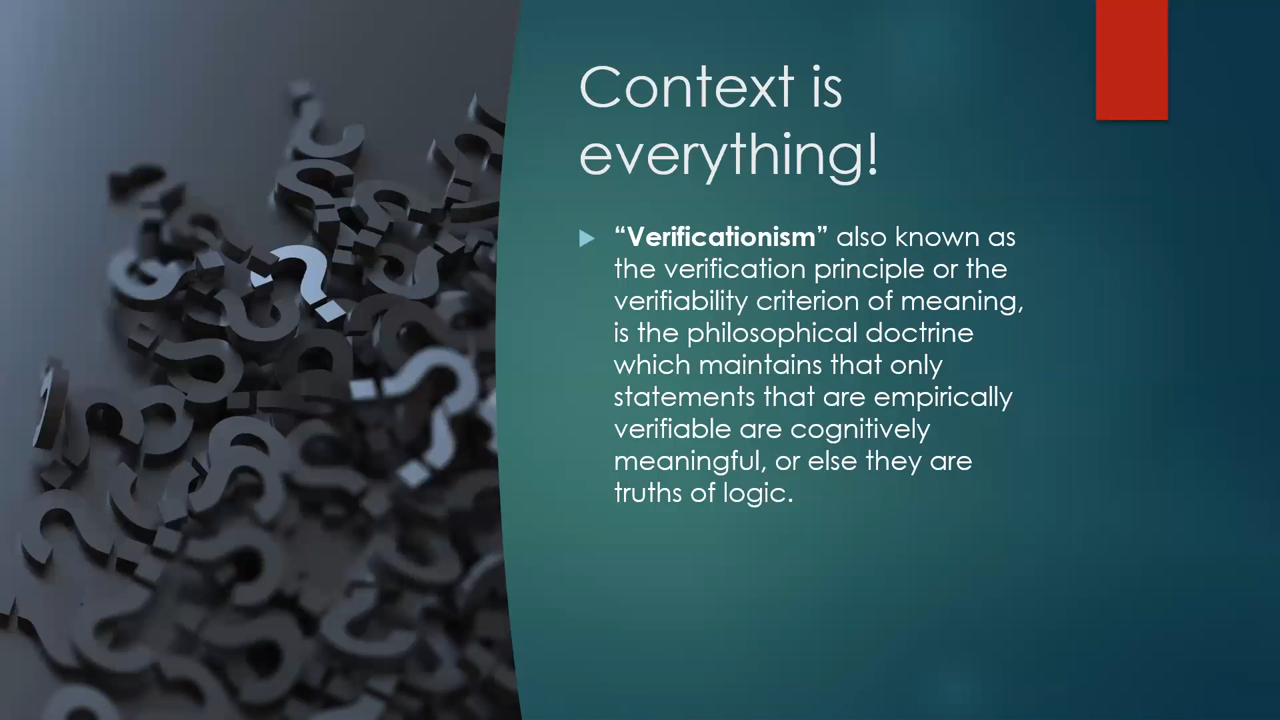 Context is
everything!
“Verificationism” also known as
the verification principle or the
verifiability criterion of meaning,
is the philosophical doctrine
which maintains that only
statements that are empirically
verifiable are cognitively
meaningful, or else they are
truths of logic.